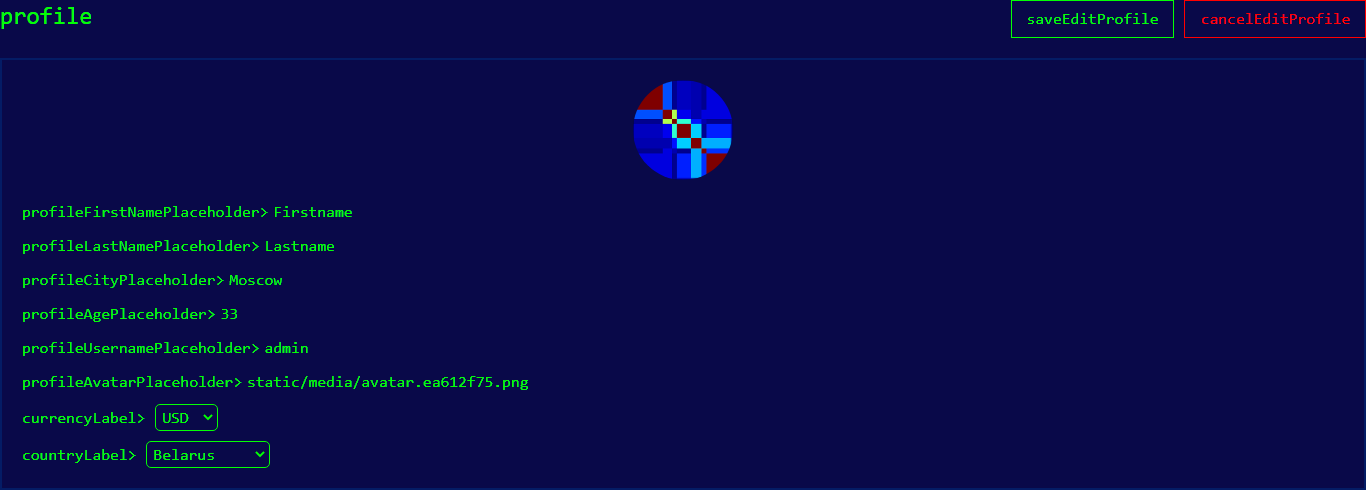 profile
saveEditProfile
cancelEditProfile
profileFirstNamePlaceholder> Firstname
profileLastNamePlaceholder> Lastname
profileCityPlaceholder> Moscow
profileAgePlaceholder> 33
profileUsernamePlaceholder> admin
profileAvatarPlaceholder> static/media/avatar.ea612f75.png
currencyLabel> USD
countryLabel> Belarus